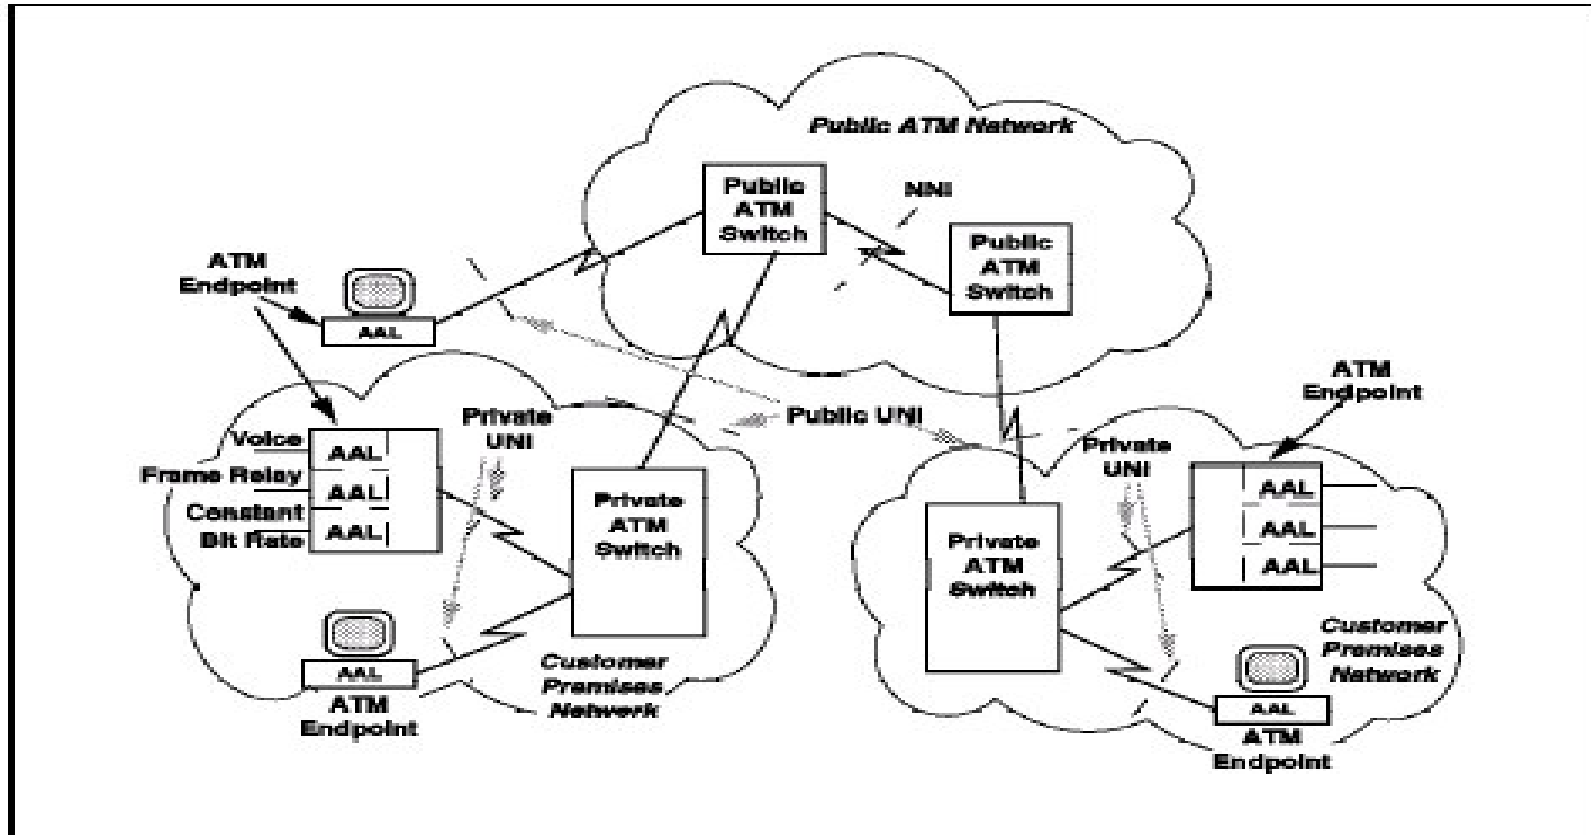 Public ATM Network
Public
ATM
Switch
NNI
Public
ATM
Switch
ATM
Endpoint
AAL
ATM
Endpoint
Private
UNI
Public UNI
Voice
AAL
Frame Relay
AAL
Constant
Bit Rate
AAL
Private
ATM
Switch
Private
UNI
AAL
AAL
AAL
Private
ATM
Switch
AAL
ATM
Endpoint
Customer
Premises
Network
Customer
Premises
Network
AAL
ATM
Endpoint